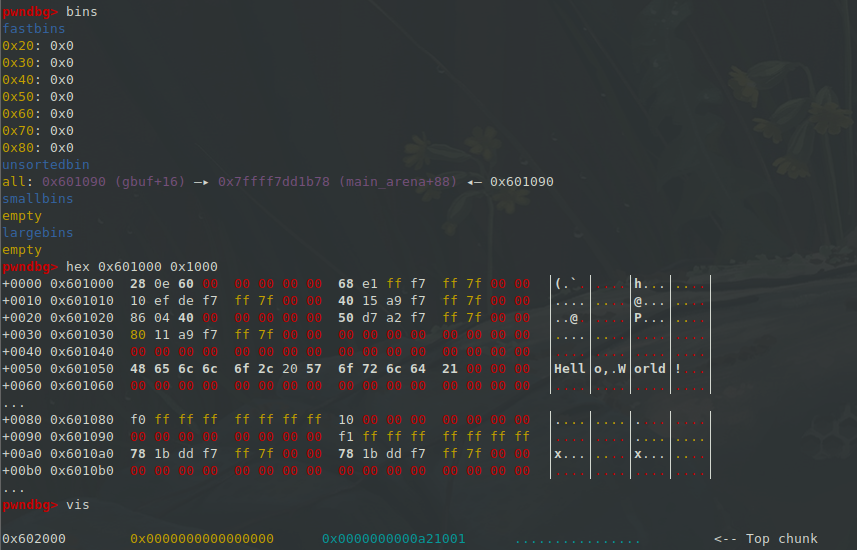 pwndbg> bins
fastbins
0x20: 0x0
0x30: 0x0
0x40: 0x0
0x50: 0x0
0x60: 0x0
0x70: 0x0
0x80: 0x0
unsortedbin
all: 0x601090 (gbuf+16) —▸ 0x7ffff7dd1b78 (main_arena+88) ◂— 0x601090
smallbins
empty
largebins
empty
pwndbg> hex 0x601000 0x1000
+0000 0x601000 28 0e 60 00 00 00 00 00 68 e1 ff f7 ff 7f 00 00 |(.`.|....|h...|....|
+0010 0x601010 10 ef de f7 ff 7f 00 00 40 15 a9 f7 ff 7f 00 00 |....|....|@...|....|
+0020 0x601020 86 04 40 00 00 00 00 00 50 d7 a2 f7 ff 7f 00 00 |..@.|....|P...|....|
+0030 0x601030 80 11 a9 f7 ff 7f 00 00 00 00 00 00 00 00 00 00 |....|....|....|....|
+0040 0x601040 00 00 00 00 00 00 00 00 00 00 00 00 00 00 00 00 |....|....|....|....|
+0050 0x601050 48 65 6c 6c 6f 2c 20 57 6f 72 6c 64 21 00 00 00 |Hell|o,.W|orld|!...|
+0060 0x601060 00 00 00 00 00 00 00 00 00 00 00 00 00 00 00 00 |....|....|....|....|
...
+0080 0x601080 f0 ff ff ff ff ff ff ff 10 00 00 00 00 00 00 00 |....|....|....|....|
+0090 0x601090 00 00 00 00 00 00 00 00 f1 ff ff ff ff ff ff ff |....|....|....|....|
+00a0 0x6010a0 78 1b dd f7 ff 7f 00 00 78 1b dd f7 ff 7f 00 00 |x...|....|x...|....|
+00b0 0x6010b0 00 00 00 00 00 00 00 00 00 00 00 00 00 00 00 00 |....|....|....|....|
...
pwndbg> vis
0x602000 0x0000000000000000 0x0000000000a21001 ................ <-- Top chunk